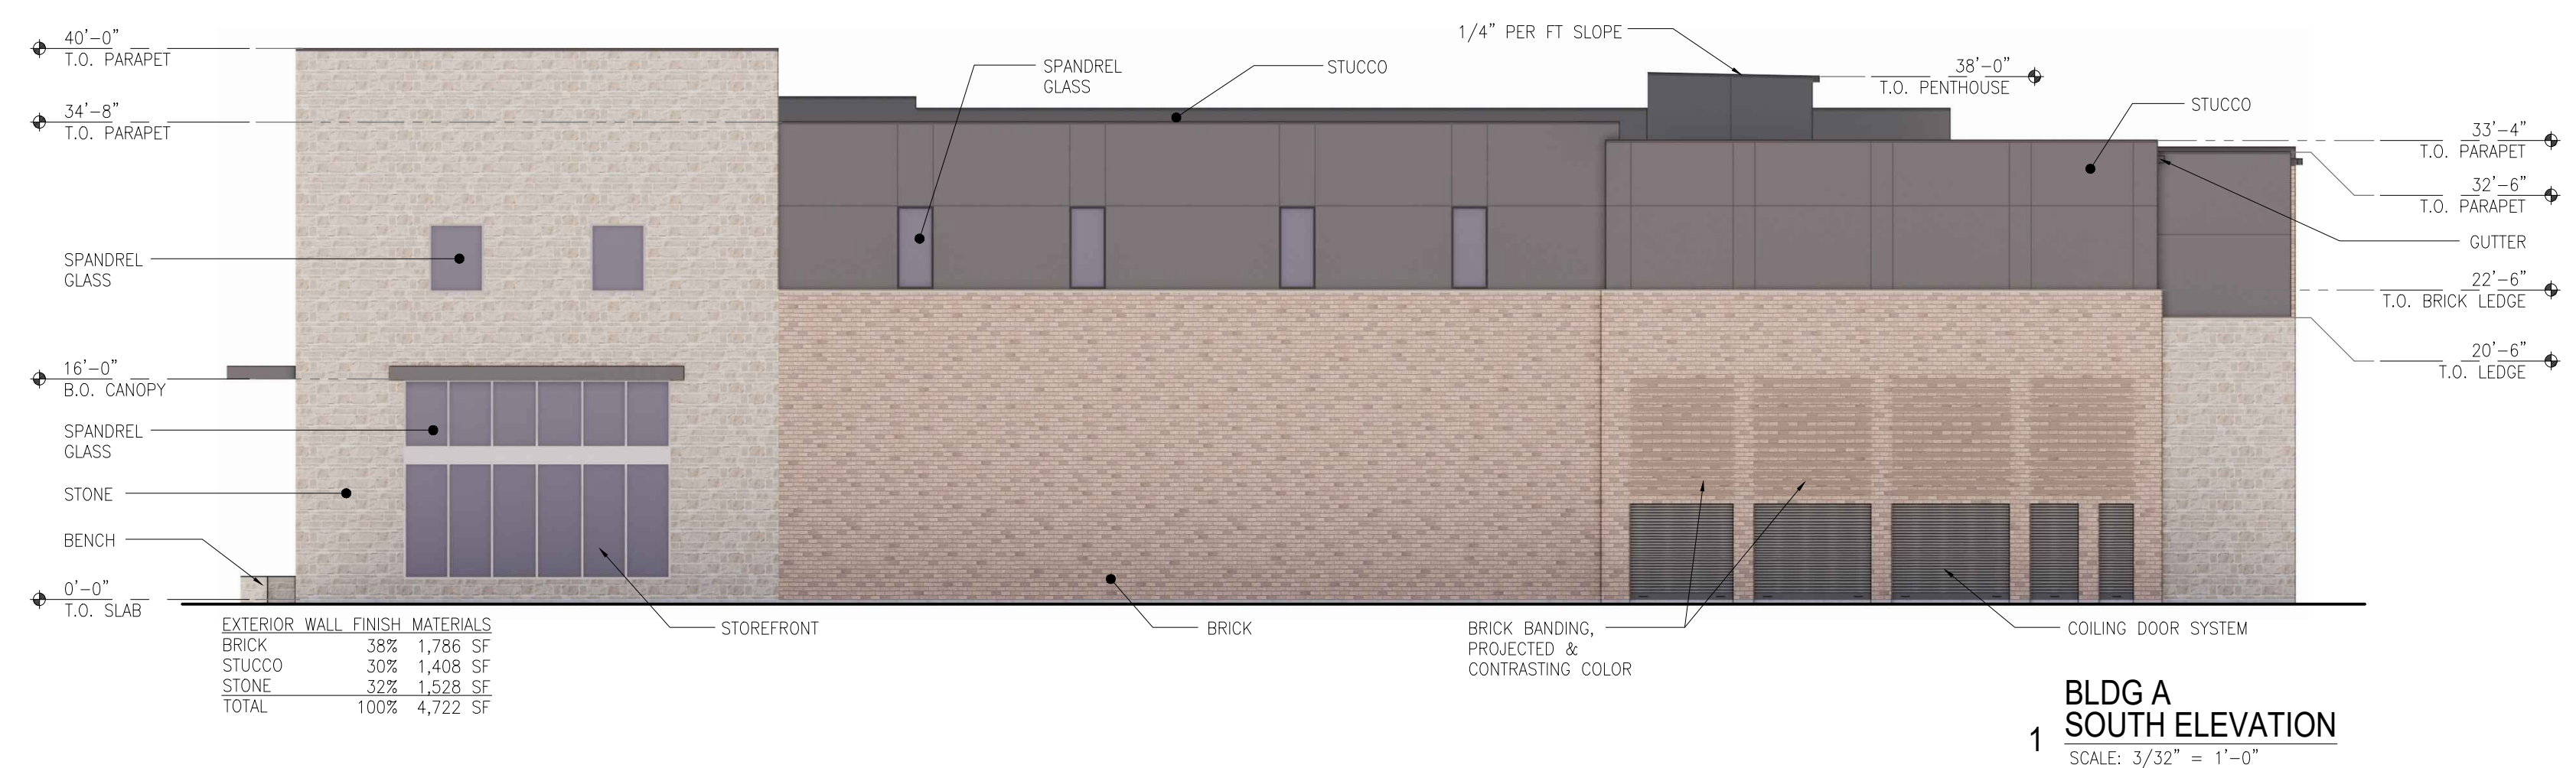 40'-0"
T.O. PARAPET
34'-8"
T.O. PARAPET
SPANDREL
GLASS
16'-0"
B.O. CANOPY
SPANDREL
GLASS
STONE
BENCH
0'-0"
T.O. SLAB
SPANDREL
GLASS
STUCCO
1/4" PER FT SLOPE
38'-0"
T.O. PENTHOUSE
STUCCO
33'-4"
T.O. PARAPET
32'-6"
T.O. PARAPET
GUTTER
22'-6"
T.O. BRICK LEDGE
20'-6"
T.O. LEDGE
EXTERIOR WALL FINISH MATERIALS
BRICK 38% 1,786 SF
STUCCO 30% 1,408 SF
STONE 32% 1,528 SF
TOTAL 100% 4,722 SF
STOREFRONT
BRICK
BRICK BANDING,
PROJECTED &
CONTRASTING COLOR
COILING DOOR SYSTEM
1
BLDG A
SOUTH ELEVATION
SCALE: 3/32" = 1'-0"